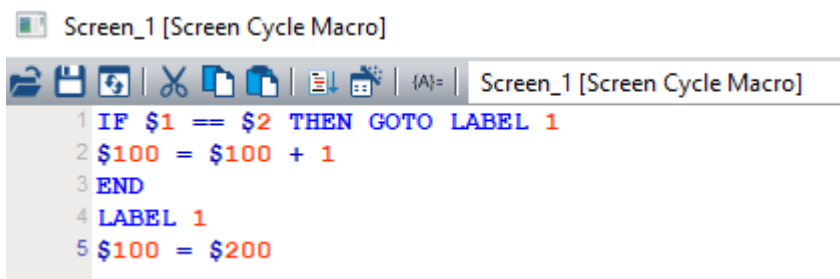 Screen_1 [Screen Cycle Macro]
{A}= Screen_1 [Screen Cycle Macro]
1 IF $1 == $2 THEN GOTO LABEL 1
2 $100 = $100 + 1
3 END
4 LABEL 1
5 $100 = $200